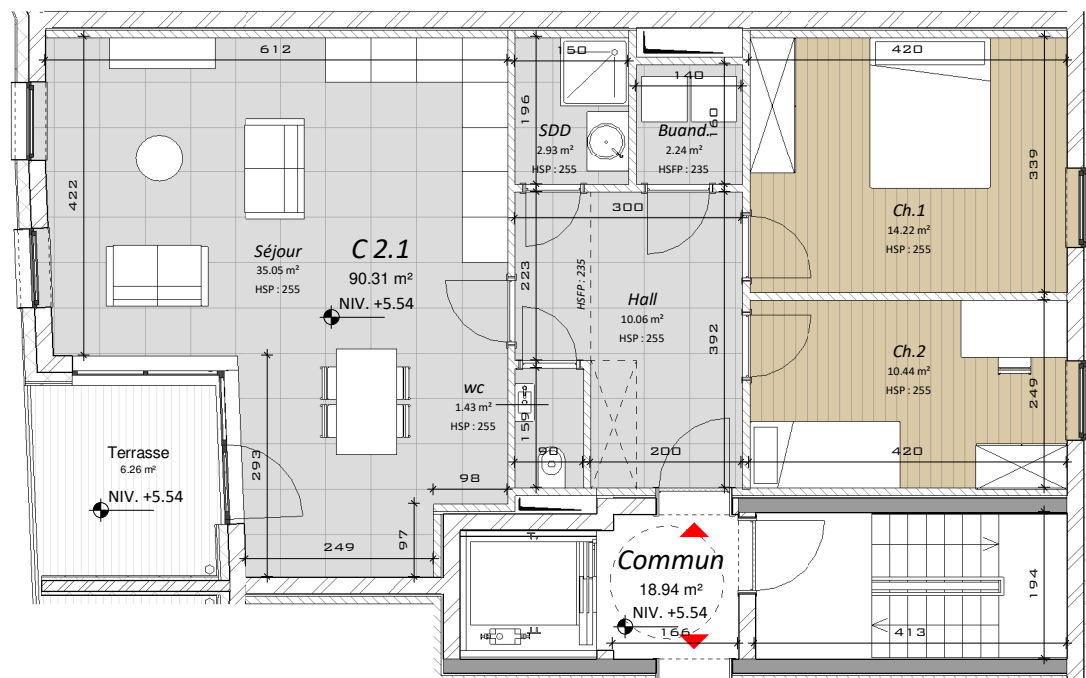 612
150
420
140
196
SDD
2.93 m²
HSP : 255
Buand.
2.24 m²
HSFP : 235
160
339
422
300
Ch.1
14.22 m²
HSP : 255
Séjour
35.05 m²
HSP : 255
C 2.1
90.31 m²
NIV. +5.54
223
HSFP : 235
Hall
10.06 m²
HSP : 255
392
Ch.2
10.44 m²
HSP : 255
249
wc
1.43 m²
HSP : 255
159
90
200
420
Terrasse
6.26 m²
NIV. +5.54
293
98
97
249
Commun
18.94 m²
NIV. +5.54
166
413
194